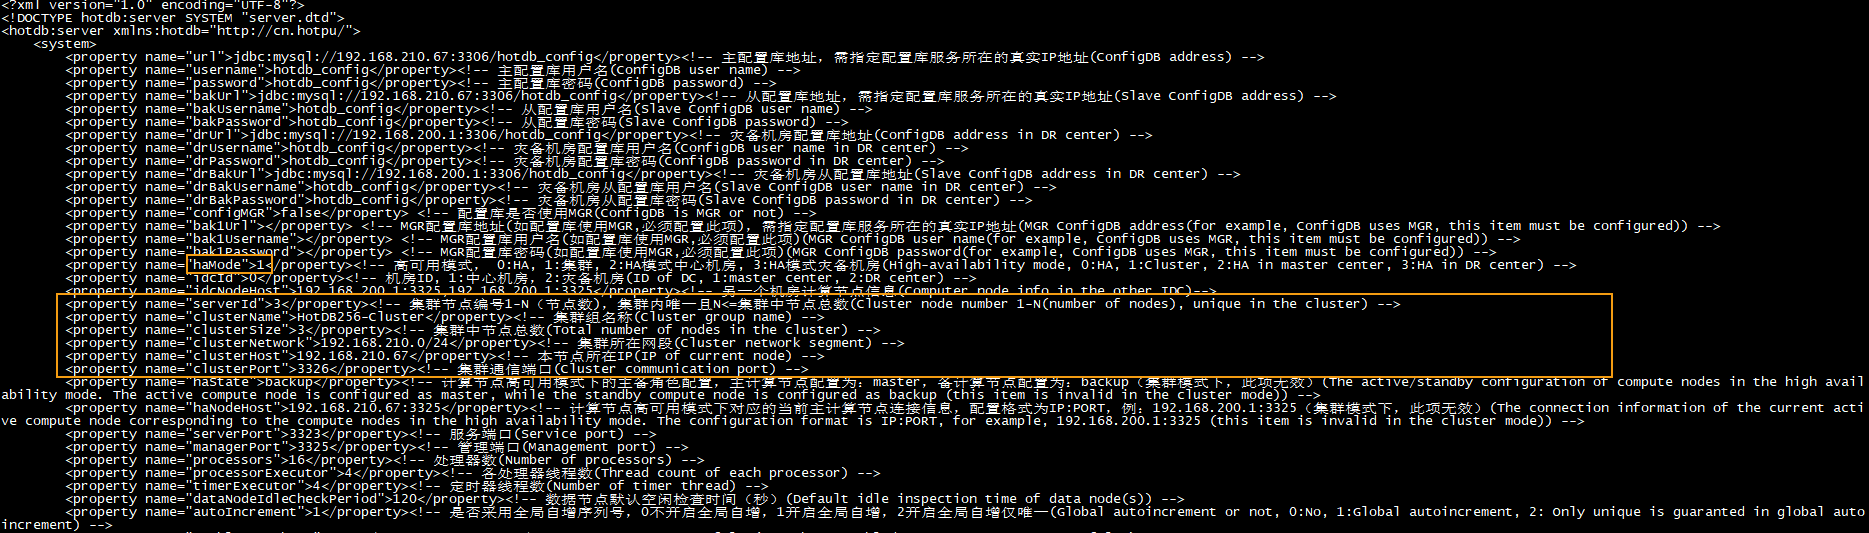 <?xml version="1.0" encoding="UTF-8"?>
<!DOCTYPE hotdb:server SYSTEM "server.dtd">
<hotdb:server xmlns:hotdb="http://cn.hotpu/">
<system>
<property name="url">jdbc:mysql://192.168.210.67:3306/hotdb_config</property><!-- 主配置库地址，需指定配置库服务所在的真实IP地址(ConfigDB address) -->
<property name="username">hotdb_config</property><!-- 主配置库用户名(ConfigDB user name) -->
<property name="password">hotdb_config</property><!-- 主配置库密码(ConfigDB password) -->
<property name="bakUrl">jdbc:mysql://192.168.210.67:3306/hotdb_config</property><!-- 从配置库地址，需指定配置库服务所在的真实IP地址(Slave ConfigDB address) -->
<property name="bakUsername">hotdb_config</property><!-- 从配置库用户名(Slave ConfigDB user name) -->
<property name="bakPassword">hotdb_config</property><!-- 从配置库密码(Slave ConfigDB password) -->
<property name="drUrl">jdbc:mysql://192.168.200.1:3306/hotdb_config</property><!-- 灾备机房配置库地址(ConfigDB address in DR center) -->
<property name="drUsername">hotdb_config</property><!-- 灾备机房配置库用户名(ConfigDB user name in DR center) -->
<property name="drPassword">hotdb_config</property><!-- 灾备机房配置库密码(ConfigDB password in DR center) -->
<property name="drBakUrl">jdbc:mysql://192.168.200.1:3306/hotdb_config</property><!-- 灾备机房从配置库地址(Slave ConfigDB address in DR center) -->
<property name="drBakUsername">hotdb_config</property><!-- 灾备机房从配置库用户名(Slave ConfigDB user name in DR center) -->
<property name="drBakPassword">hotdb_config</property><!-- 灾备机房从配置库密码(Slave ConfigDB password in DR center) -->
<property name="configMGR">false</property> <!-- 配置库是否使用MGR(ConfigDB is MGR or not) -->
<property name="bak1Url"></property> <!-- MGR配置库地址(如配置库使用MGR,必须配置此项)，需指定配置库服务所在的真实IP地址(MGR ConfigDB address(for example, ConfigDB uses MGR, this item must be configured)) -->
<property name="bak1Username"></property> <!-- MGR配置库用户名(如配置库使用MGR,必须配置此项)(MGR ConfigDB user name(for example, ConfigDB uses MGR, this item must be configured)) -->
<property name="bak1Password"></property> <!-- MGR配置库密码(如配置库使用MGR,必须配置此项)(MGR ConfigDB password(for example, ConfigDB uses MGR, this item must be configured)) -->
<property name="haMode">1</property><!-- 高可用模式， 0:HA, 1:集群, 2:HA模式中心机房, 3:HA模式灾备机房(High-availability mode, 0:HA, 1:Cluster, 2:HA in master center, 3:HA in DR center) -->
<property name="idcId">0</property><!-- 机房ID, 1:中心机房, 2:灾备机房(ID of DC, 1:master center, 2:DR center) -->
<property name="idcNodeHost">192.168.200.1:3325,192.168.200.1:3325</property><!-- 另一个机房计算节点信息(Computer node info in the other IDC)-->
<property name="serverId">3</property><!-- 集群节点编号1-N（节点数)，集群内唯一且N<=集群中节点总数(Cluster node number 1-N(number of nodes), unique in the cluster) -->
<property name="clusterName">HotDB256-Cluster</property><!-- 集群组名称(Cluster group name) -->
<property name="clusterSize">3</property><!-- 集群中节点总数(Total number of nodes in the cluster) -->
<property name="clusterNetwork">192.168.210.0/24</property><!-- 集群所在网段(Cluster network segment) -->
<property name="clusterHost">192.168.210.67</property><!-- 本节点所在IP(IP of current node) -->
<property name="clusterPort">3326</property><!-- 集群通信端口(Cluster communication port) -->
<property name="haState">backup</property><!-- 计算节点高可用模式下的主备角色配置，主计算节点配置为：master，备计算节点配置为：backup（集群模式下，此项无效）(The active/standby configuration of compute nodes in the high avail
ability mode. The active compute node is configured as master, while the standby compute node is configured as backup (this item is invalid in the cluster mode)) -->
<property name="haNodeHost">192.168.210.67:3325</property><!-- 计算节点高可用模式下对应的当前主计算节点连接信息，配置格式为IP:PORT，例：192.168.200.1:3325（集群模式下，此项无效）(The connection information of the current acti
ve compute node corresponding to the compute nodes in the high availability mode. The configuration format is IP:PORT, for example, 192.168.200.1:3325 (this item is invalid in the cluster mode)) -->
<property name="serverPort">3323</property><!-- 服务端口(Service port) -->
<property name="managerPort">3325</property><!-- 管理端口(Management port) -->
<property name="processors">16</property><!-- 处理器数(Number of processors) -->
<property name="processorExecutor">4</property><!-- 各处理器线程数(Thread count of each processor) -->
<property name="timerExecutor">4</property><!-- 定时器线程数(Number of timer thread) -->
<property name="dataNodeIdleCheckPeriod">120</property><!-- 数据节点默认空闲检查时间（秒）(Default idle inspection time of data node(s)) -->
<property name="autoIncrement">1</property><!-- 是否采用全局自增序列号，0不开启全局自增，1开启全局自增，2开启全局自增仅唯一(Global autoincrement or not, 0:No, 1:Global autoincrement, 2: Only unique is guaranted in global auto
increment) -->